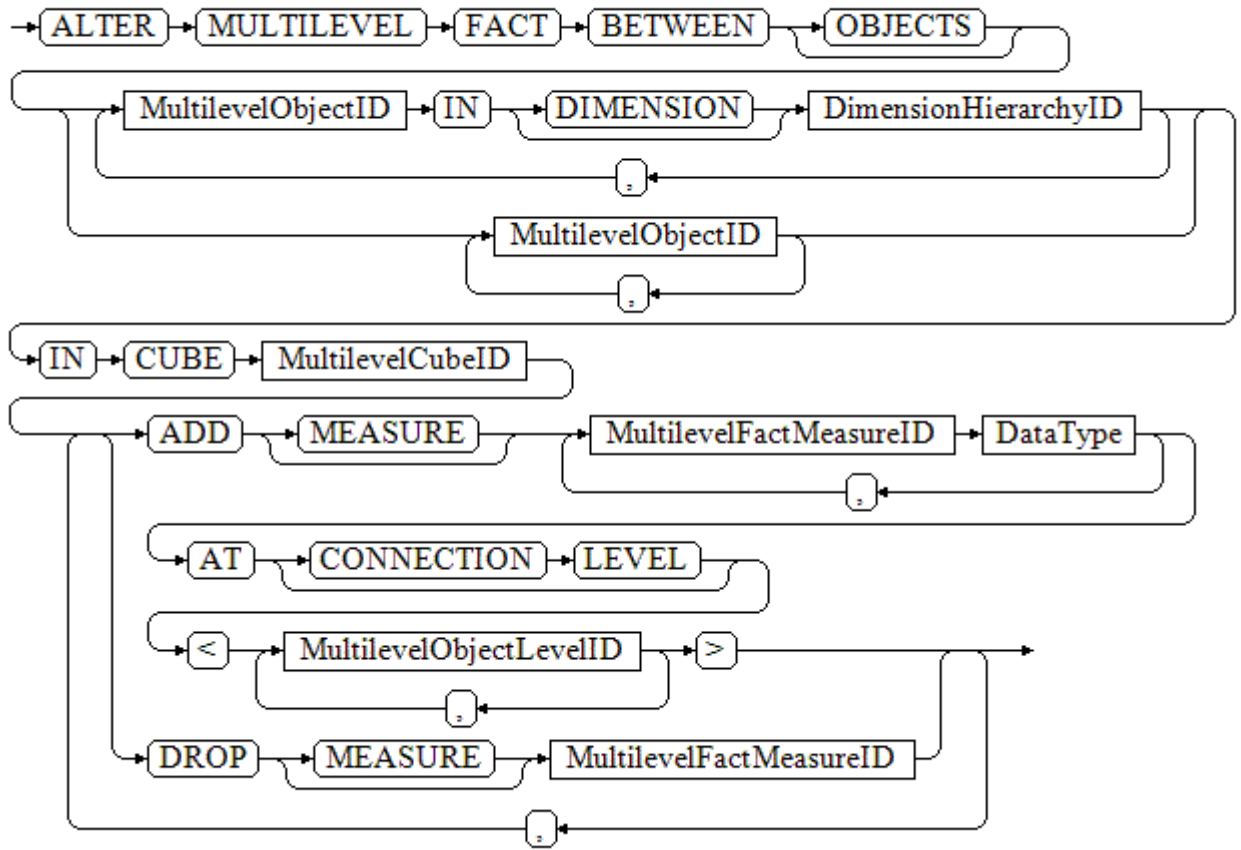 ALTER MULTILEVEL FACT BETWEEN OBJECTS
MultilevelObjectID IN DIMENSION DimensionHierarchyID
,
MultilevelObjectID
,
IN CUBE MultilevelCubeID
ADD MEASURE MultilevelFactMeasureID DataType
,
AT CONNECTION LEVEL
< MultilevelObjectLevelID >
,
DROP MEASURE MultilevelFactMeasureID
,